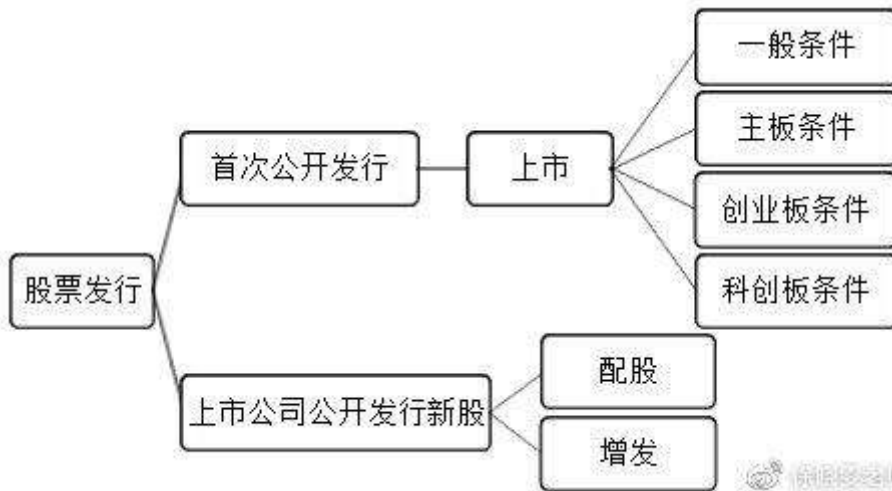 股票发行
首次公开发行
上市
一般条件
主板条件
创业板条件
科创板条件
上市公司公开发行新股
配股
增发